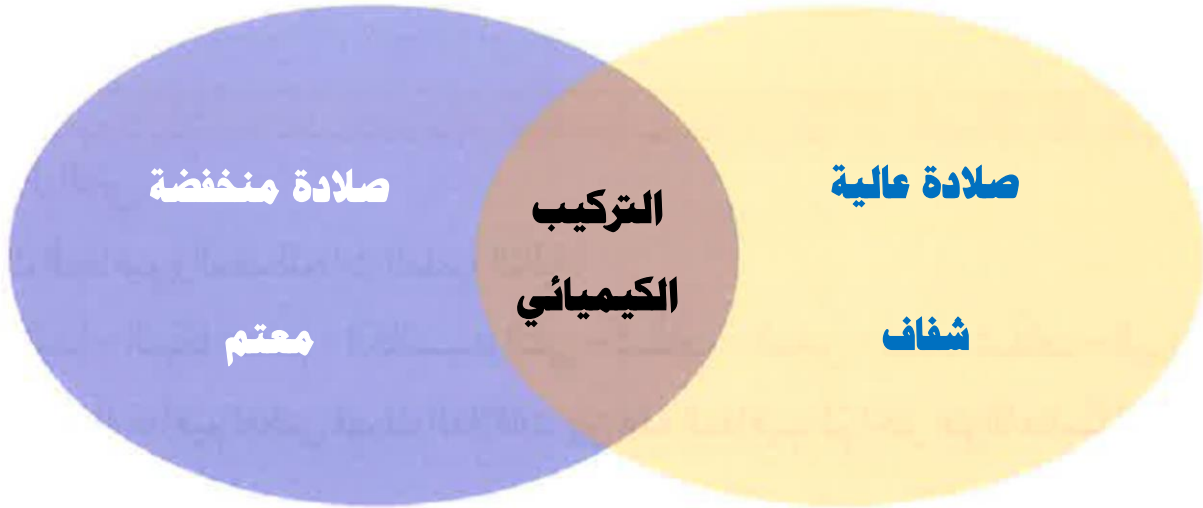 صلادة عالية
شفاف
التركيب
الكيميائي
صلادة منخفضة
معتم